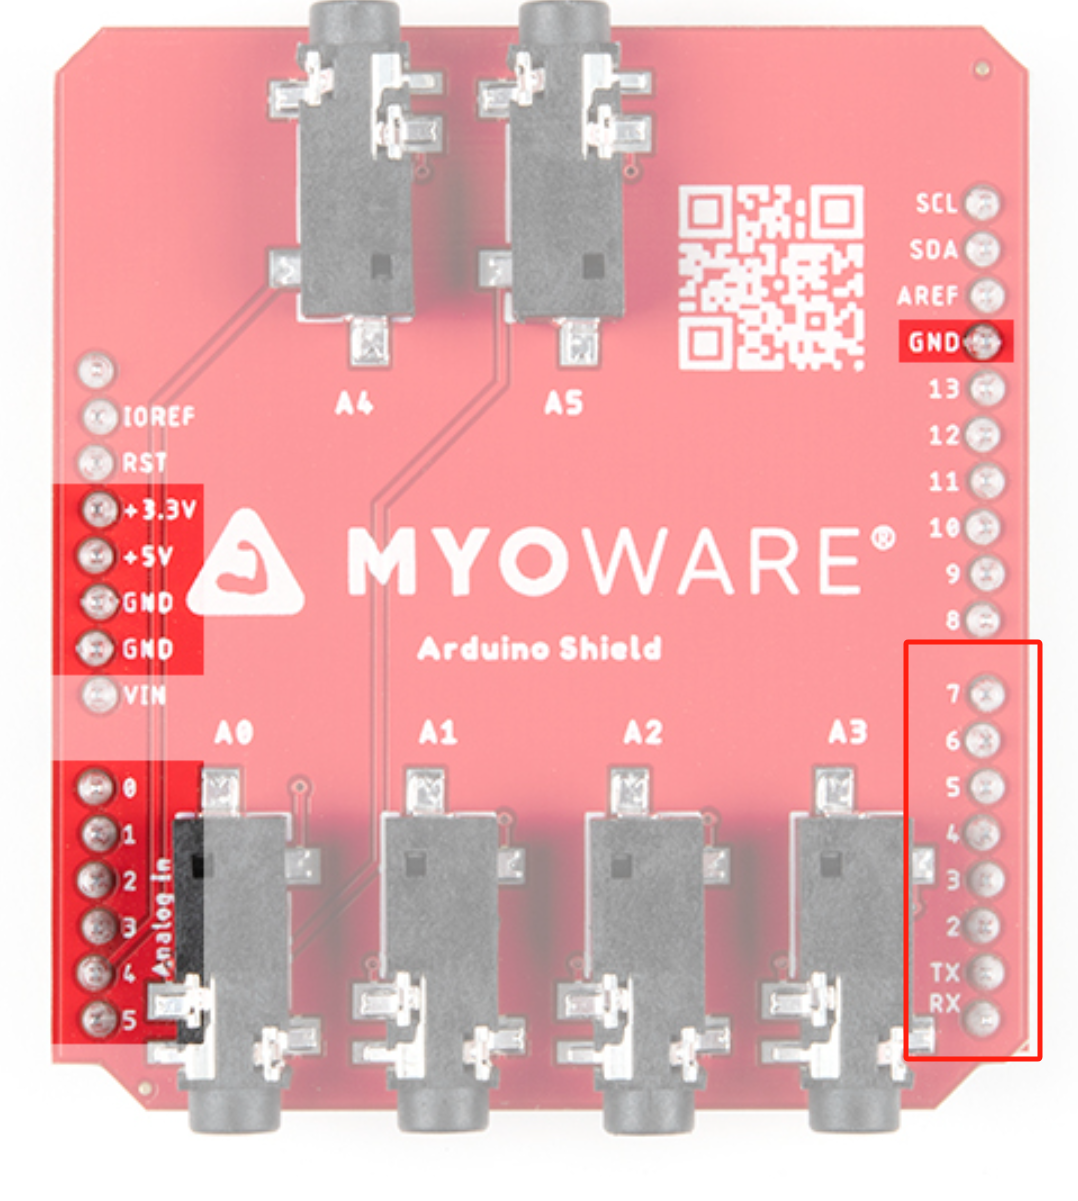 A4
A5
SCL
SDA
AREF
GND
13
12
11
10
9
8
IOREF
RST
+3.3V
+5V
GND
GND
VIN
MYOWARE®
Arduino Shield
A0
A1
A2
A3
0
1
2
3
4
5
Analog In
7
6
5
4
3
2
TX
RX